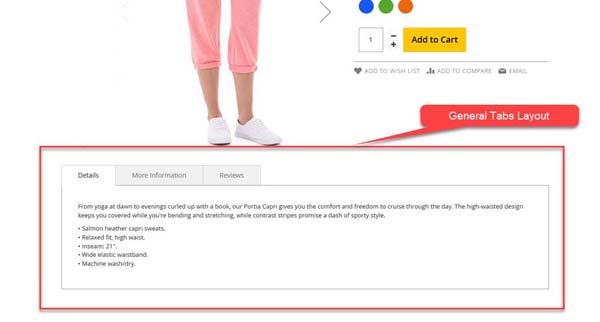 1
Add to Cart
ADD TO WISH LIST
ADD TO COMPARE
EMAIL
General Tabs Layout
Details
More Information
Reviews
From yoga at dawn to evenings curled up with a book, our Portia Capri gives you the comfort and freedom to cruise through the day. The high-waisted design
keeps you covered while you're bending and stretching, while contrast stripes promise a dash of sporty style.
• Salmon heather capri sweats.
• Relaxed fit, high waist.
• Inseam: 21".
• Wide elastic waistband.
• Machine wash/dry.